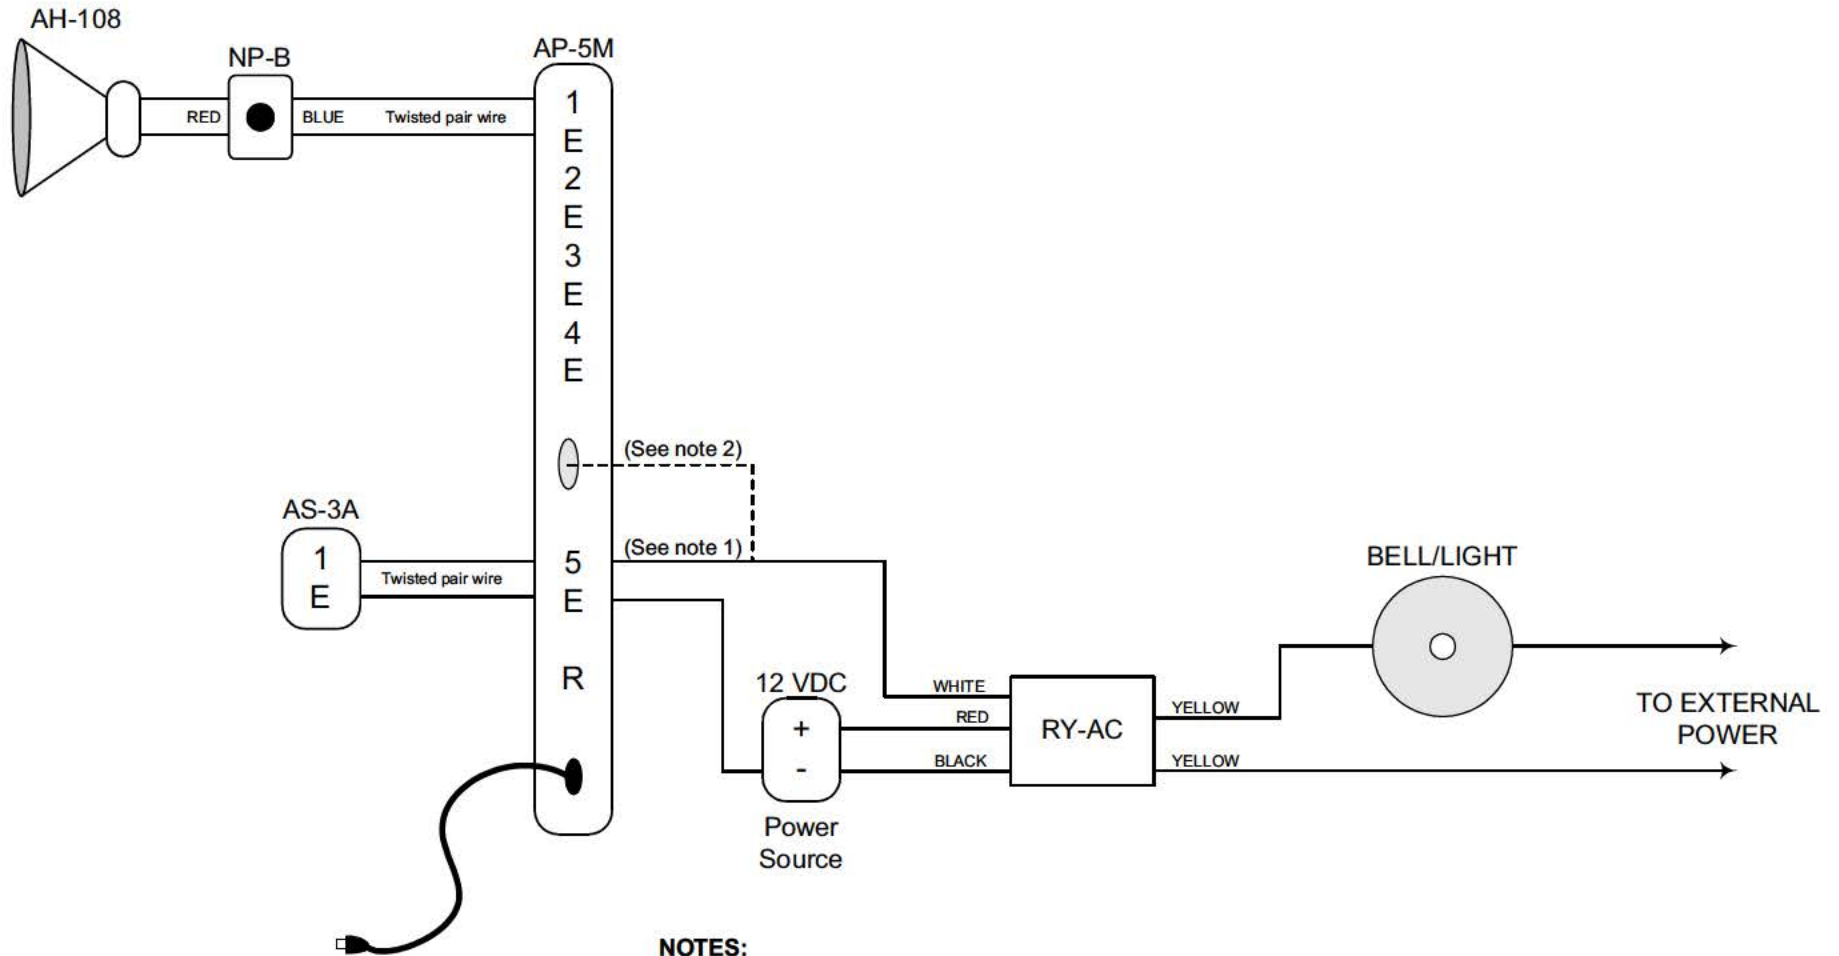 AH-108
NP-B
AP-5M
RED
BLUE
Twisted pair wire
1
E
2
E
3
E
4
E
(See note 2)
AS-3A
1
E
Twisted pair wire
5
E
R
(See note 1)
BELL/LIGHT
12 VDC
+
-
Power
Source
WHITE
RED
BLACK
RY-AC
YELLOW
YELLOW
TO EXTERNAL
POWER
NOTES: